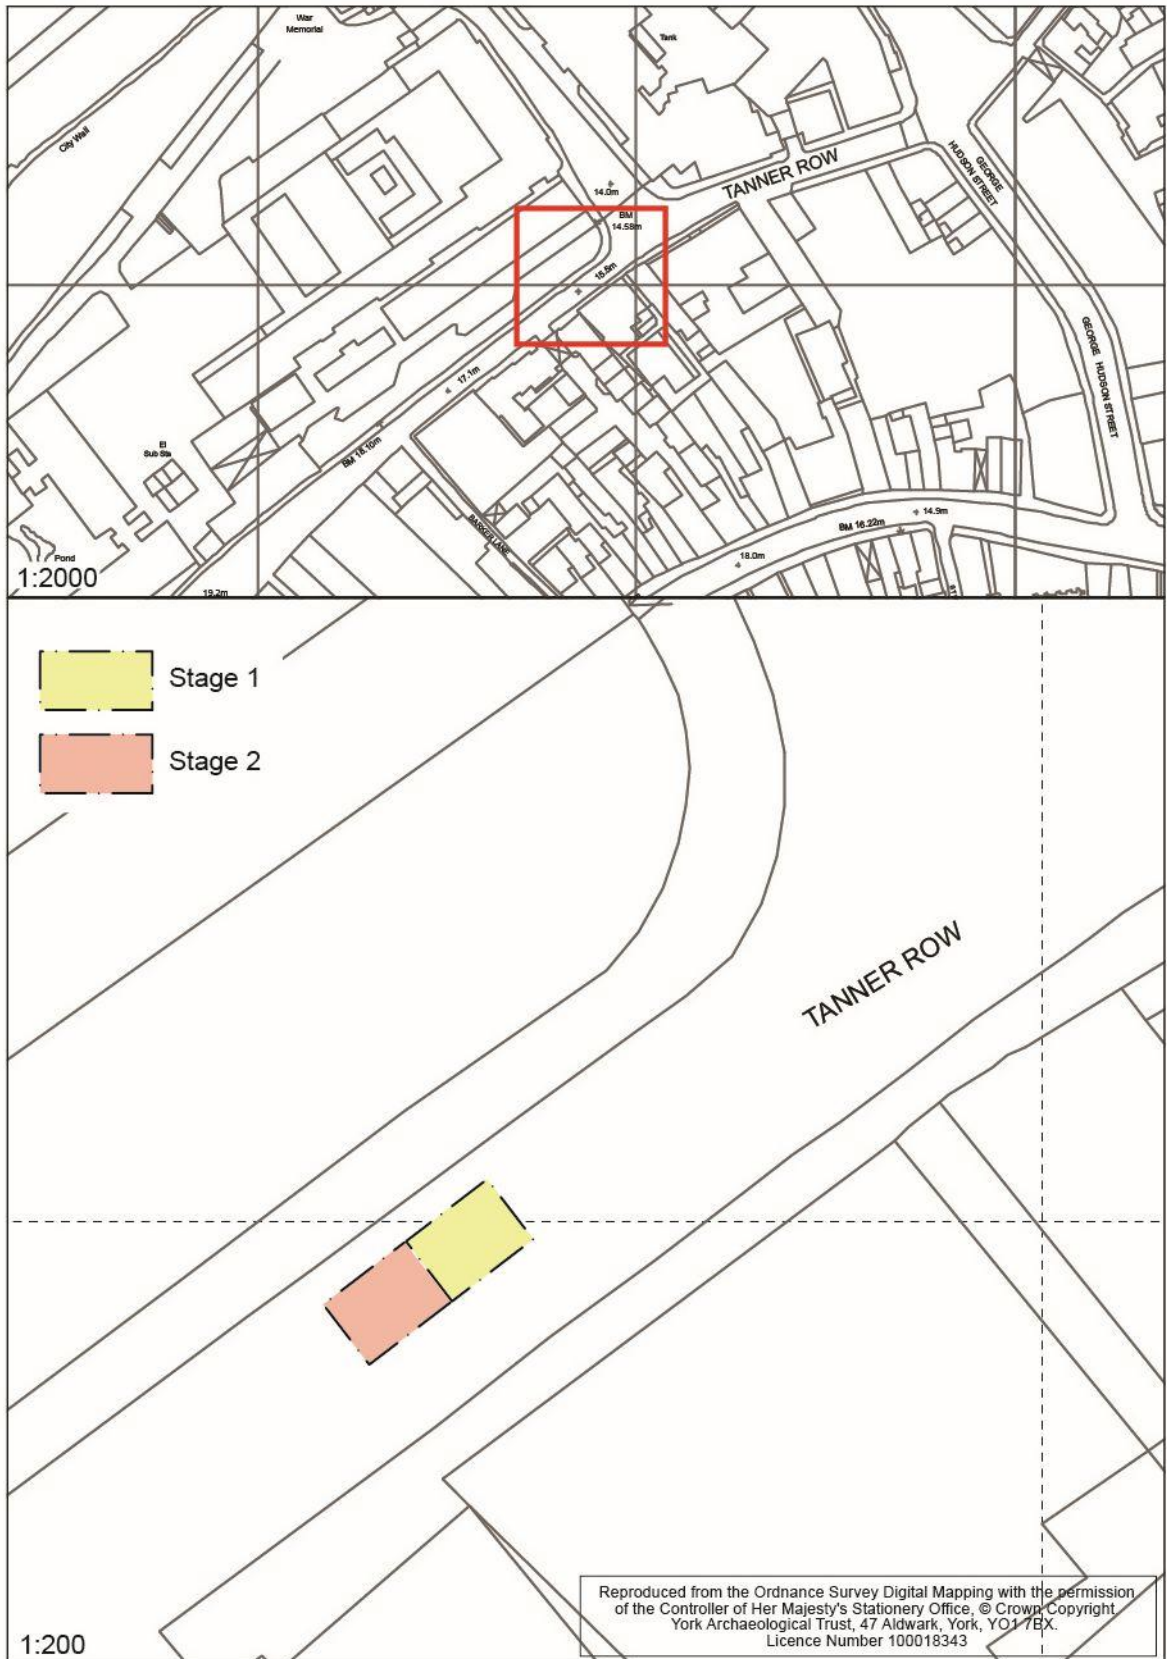 War
Memorial
Tank
City Wall
TANNER ROW
GEORGE
HUDSON STREET
14.0m
BM
14.58m
15.5m
GEORGE HUDSON STREET
17.1m
El
Sub Sta
BM 18.10m
BARKER LANE
14.9m
BM 16.22m
18.0m
Pond
1:2000
19.2m
Stage 1
Stage 2
TANNER ROW
Reproduced from the Ordnance Survey Digital Mapping with the permission
of the Controller of Her Majesty's Stationery Office, © Crown Copyright.
York Archaeological Trust, 47 Aldwark, York, YO1 7BX.
Licence Number 100018343
1:200